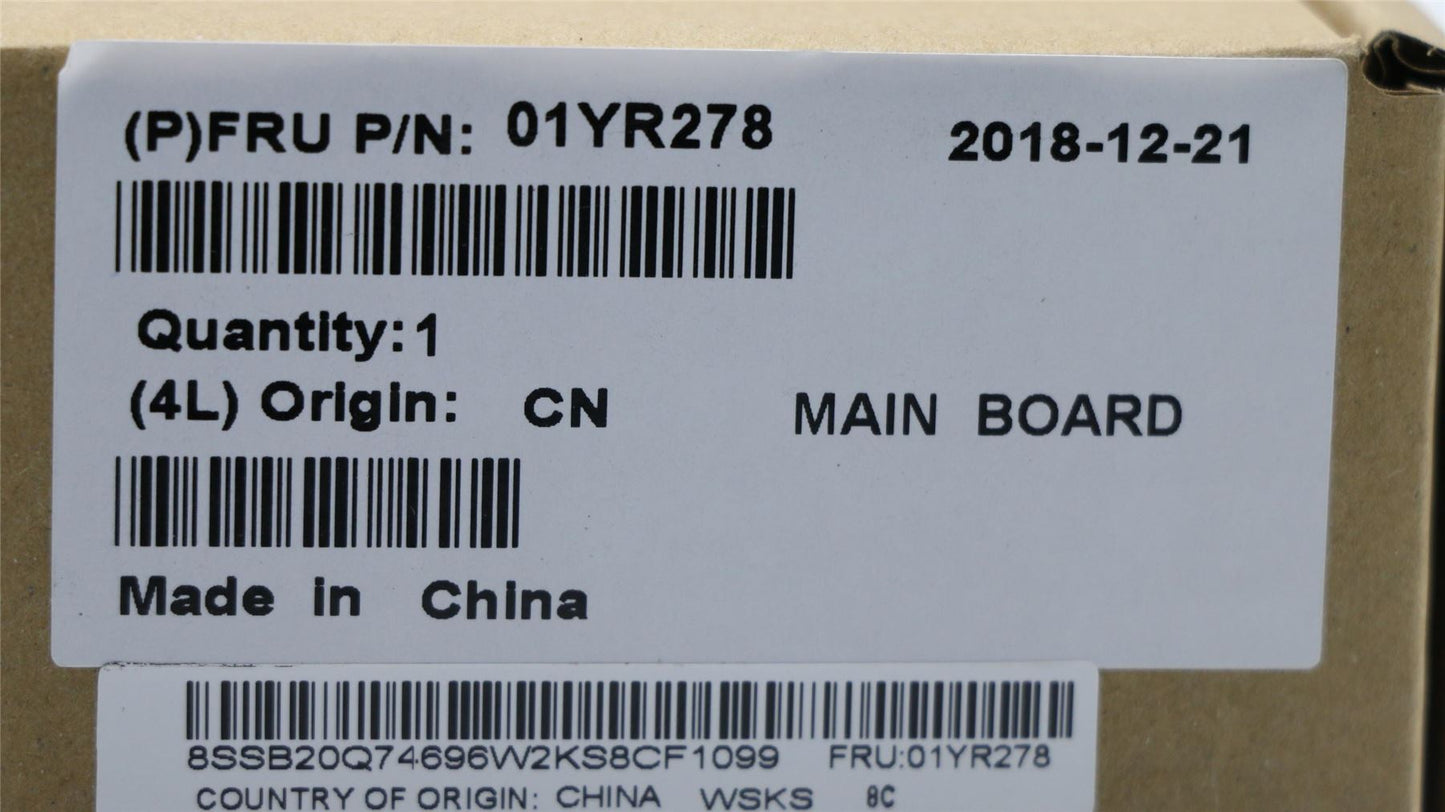 (P)FRU P/N: 01YR278 2018-12-21
Quantity:1
(4L) Origin: CN MAIN BOARD
Made in China
8SSB20Q74696W2KS8CF1099 FRU:01YR278
COUNTRY OF ORIGIN: CHINA WSKS 8C